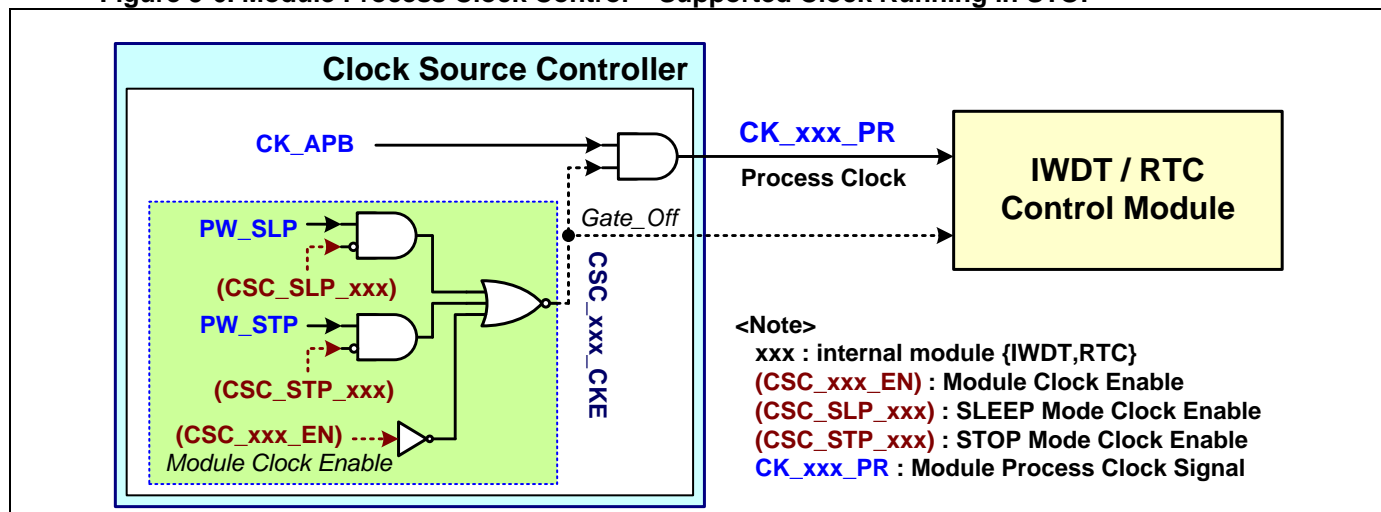 Clock Source Controller
CK_APB
CK_xxx_PR
Process Clock
IWDT / RTC
Control Module
Gate_Off
PW_SLP
(CSC_SLP_xxx)
PW_STP
(CSC_STP_xxx)
(CSC_xxx_EN)
Module Clock Enable
CSC_xxx_CKE
<Note>
xxx : internal module {IWDT,RTC}
(CSC_xxx_EN) : Module Clock Enable
(CSC_SLP_xxx) : SLEEP Mode Clock Enable
(CSC_STP_xxx) : STOP Mode Clock Enable
CK_xxx_PR : Module Process Clock Signal